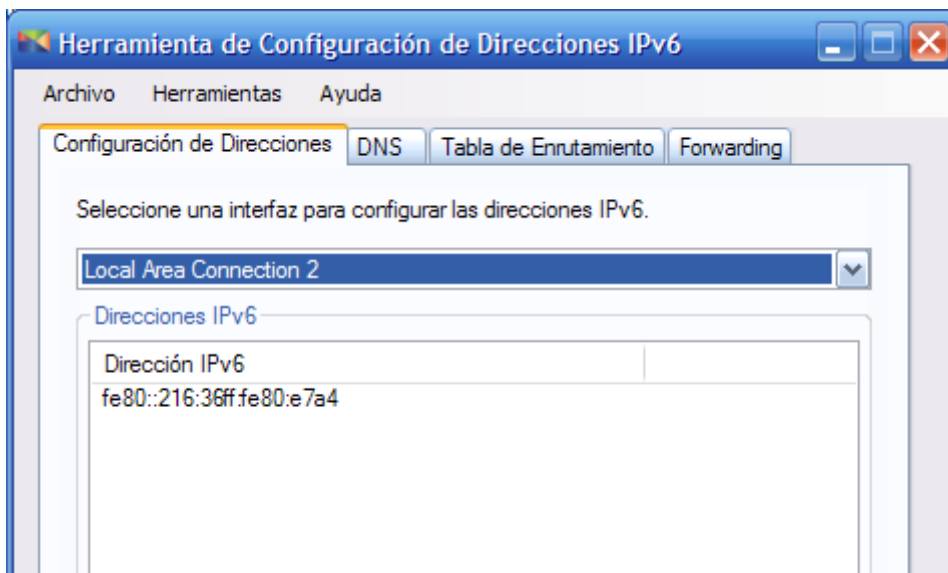 Herramienta de Configuración de Direcciones IPv6
Archivo Herramientas Ayuda
Configuración de Direcciones DNS Tabla de Enrutamiento Forwarding
Seleccione una interfaz para configurar las direcciones IPv6.
Local Area Connection 2
Direcciones IPv6
Dirección IPv6
fe80::216:36ff:fe80:e7a4